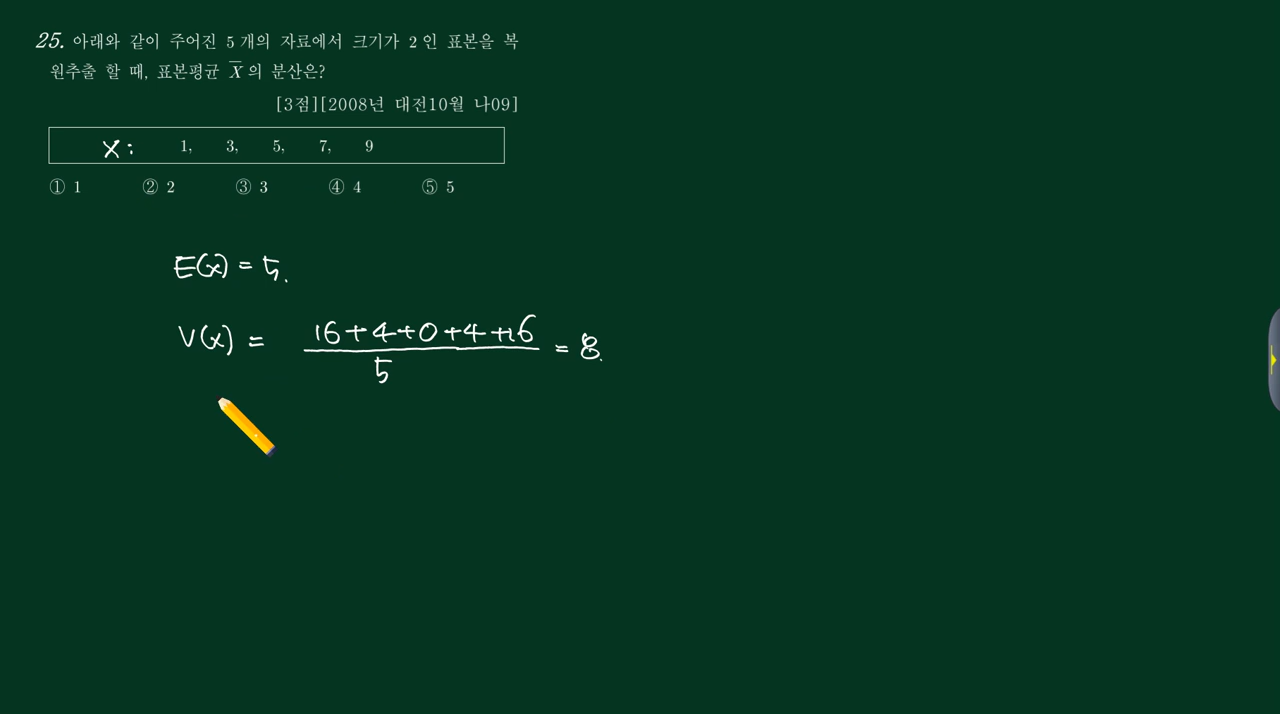 25. 아래와 같이 주어진 5개의 자료에서 크기가 2인 표본을 복
원추출 할 때, 표본평균 X̅의 분산은?
[3점][2008년 대전10월 나09]
X: 1, 3, 5, 7, 9
① 1 ② 2 ③ 3 ④ 4 ⑤ 5
E(x) = 5.
V(x) = (16+4+0+4+16)/5 = 8.